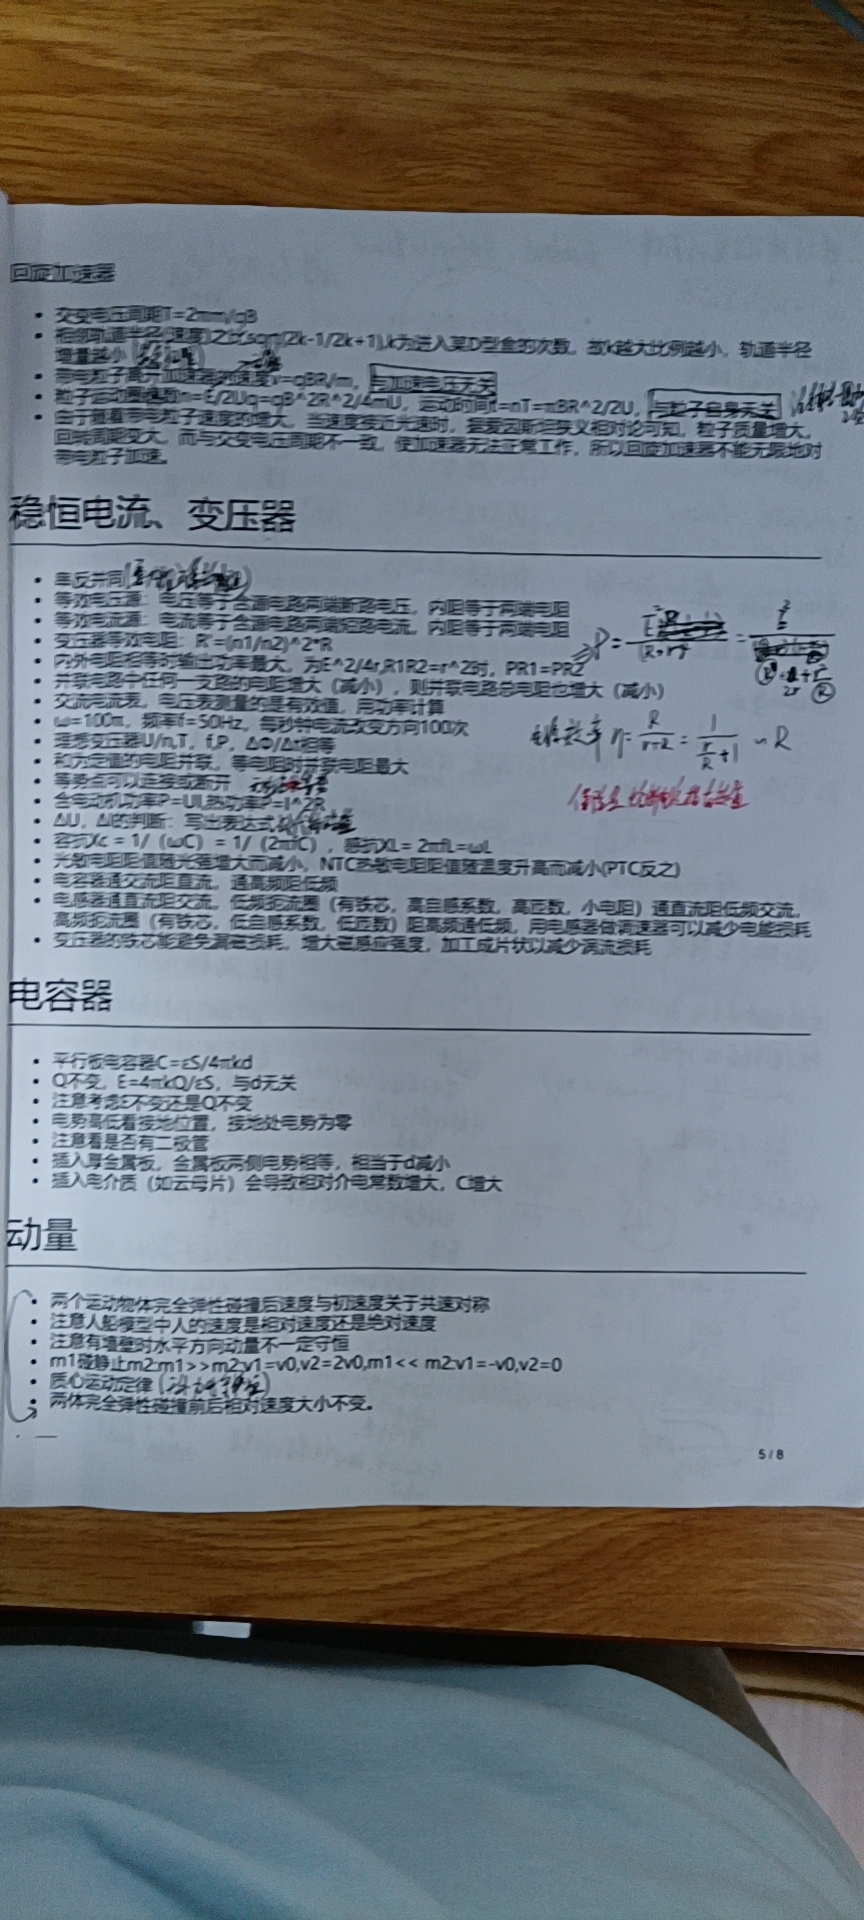 回旋加速器
• 交变电压周期T=2πm/qB
• 相邻轨道半径(速度)之比sqrt(2k-1/2k+1),k为进入某D型盒的次数，故k越大比例越小，轨道半径
增量越小
• 带电粒子离开加速器的速度v=qBR/m，与加速电压无关
• 粒子运动圈数n=E/2Uq=qB^2R^2/4mU，运动时间t=nT=πBR^2/2U，与粒子自身无关
• 由于随着带电粒子速度的增大，当速度接近光速时，据爱因斯坦狭义相对论可知，粒子质量增大，
回转周期变大，而与交变电压周期不一致，使加速器无法正常工作，所以回旋加速器不能无限地对
带电粒子加速。
稳恒电流、变压器
• 串反并同
• 等效电压源：电压等于含源电路两端断路电压，内阻等于两端电阻
• 等效电流源：电流等于含源电路两端短路电流，内阻等于两端电阻
• 变压器等效电阻：R'=(n1/n2)^2*R
• 内外电阻相等时输出功率最大，为E^2/4r,R1R2=r^2时，PR1=PR2
• 并联电路中任何一支路的电阻增大（减小），则并联电路总电阻也增大（减小）
• 交流电流表，电压表测量的是有效值，用功率计算
• ω=100π，频率f=50Hz，每秒钟电流改变方向100次
• 理想变压器U/n,T，f,P，ΔΦ/Δt相等
• 和为定值的电阻并联，等电阻时并联电阻最大
• 等势点可以连接或断开
• 含电动机功率P=UI,热功率P=I^2R
• ΔU，ΔI的判断：写出表达式
• 容抗Xc = 1/（ωC）= 1/（2πfC），感抗XL= 2πfL=ωL
• 光敏电阻阻值随光强增大而减小，NTC热敏电阻阻值随温度升高而减小(PTC反之)
• 电容器通交流阻直流，通高频阻低频
• 电感器通直流阻交流，低频扼流圈（有铁芯，高自感系数，高匝数，小电阻）通直流阻低频交流，
高频扼流圈（有铁芯，低自感系数，低匝数）阻高频通低频，用电感器做调速器可以减少电能损耗
• 变压器的铁芯能避免漏磁损耗，增大磁感应强度，加工成片状以减少涡流损耗
电源效率η=R/(r+R)=1/(r/R+1)∽R
电容器
• 平行板电容器C=εS/4πkd
• Q不变，E=4πkQ/εS，与d无关
• 注意考虑E不变还是Q不变
• 电势高低看接地位置，接地处电势为零
• 注意看是否有二极管
• 插入厚金属板，金属板两侧电势相等，相当于d减小
• 插入电介质（如云母片）会导致相对介电常数增大，C增大
动量
• 两个运动物体完全弹性碰撞后速度与初速度关于共速对称
• 注意人船模型中人的速度是相对速度还是绝对速度
• 注意有墙壁时水平方向动量不一定守恒
• m1碰静止m2:m1>>m2:v1=v0,v2=2v0,m1<< m2:v1=-v0,v2=0
• 质心运动定律
• 两体完全弹性碰撞前后相对速度大小不变。
5 / 8